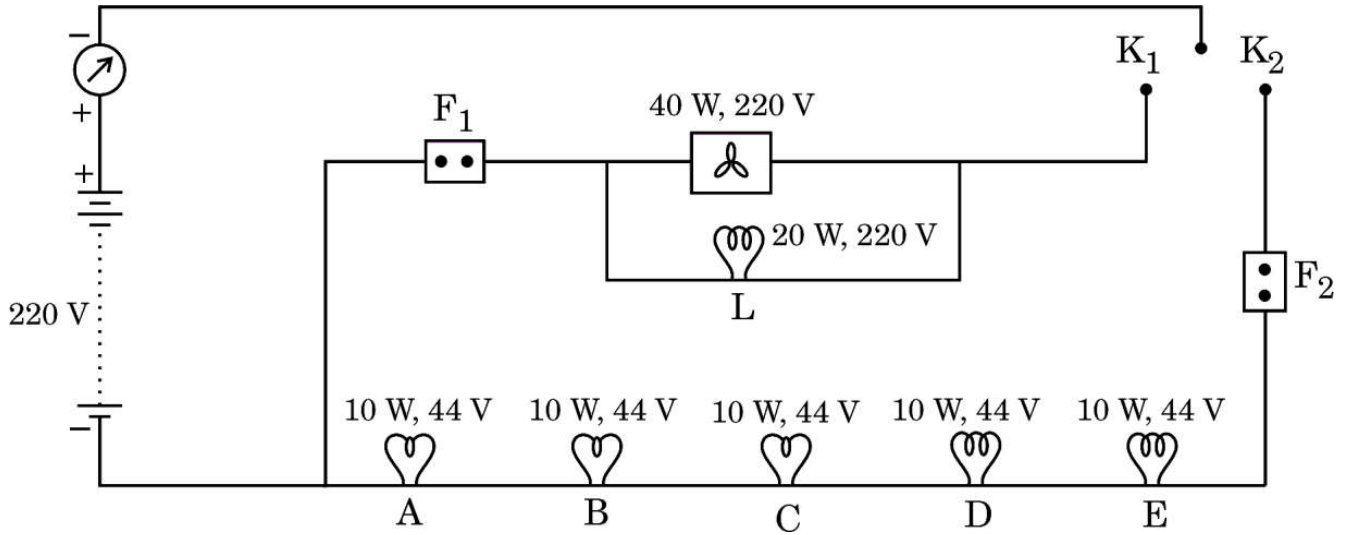 K₁ K₂
F₁
40 W, 220 V
20 W, 220 V
L
F₂
220 V
10 W, 44 V 10 W, 44 V 10 W, 44 V 10 W, 44 V 10 W, 44 V
A B C D E
− + + −